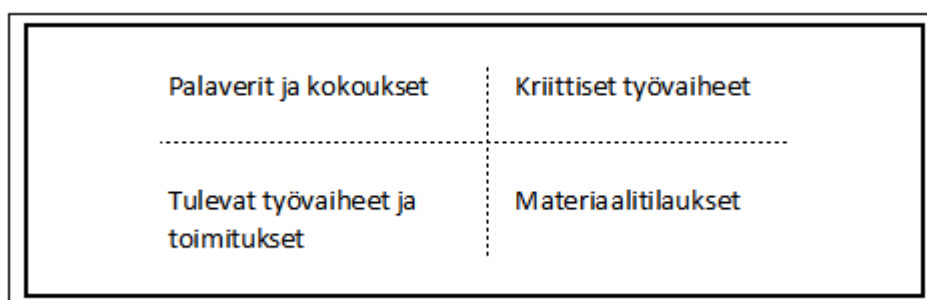 Palaverit ja kokoukset
Kriittiset työvaiheet
Tulevat työvaiheet ja
toimitukset
Materiaalitilaukset